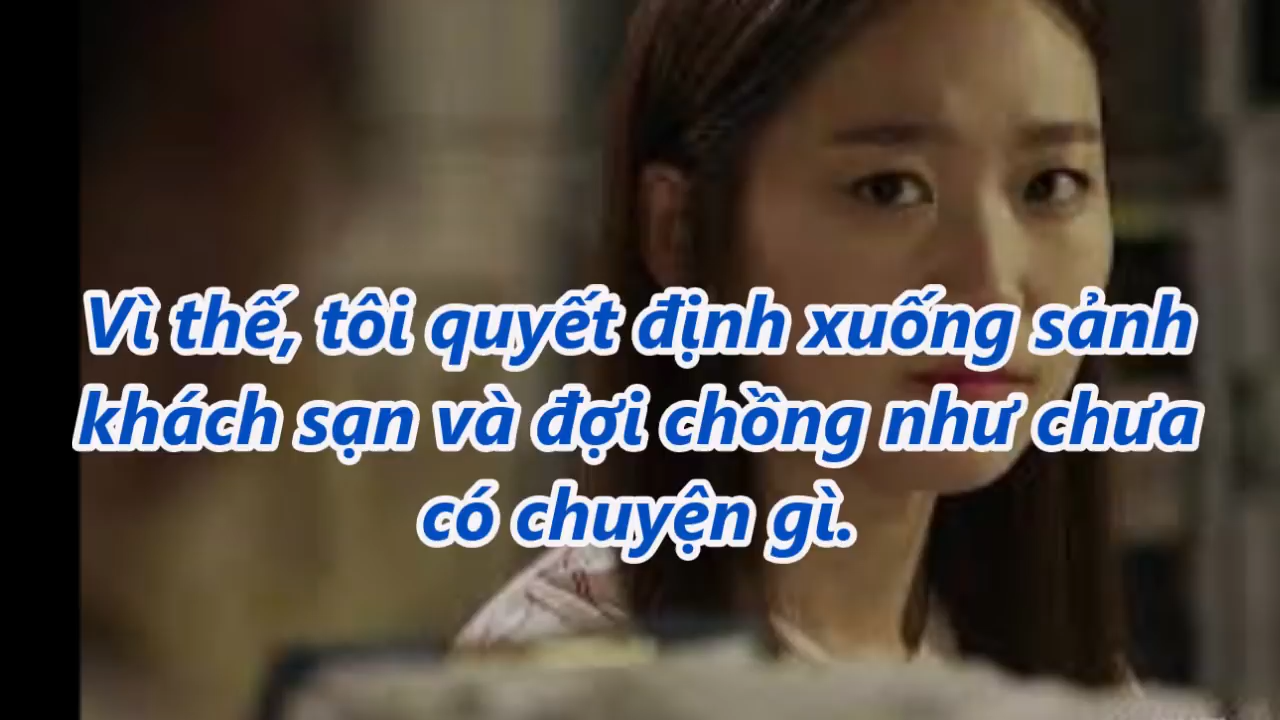 Vì thế, tôi quyết định xuống sảnh
khách sạn và đợi chồng như chưa
có chuyện gì.